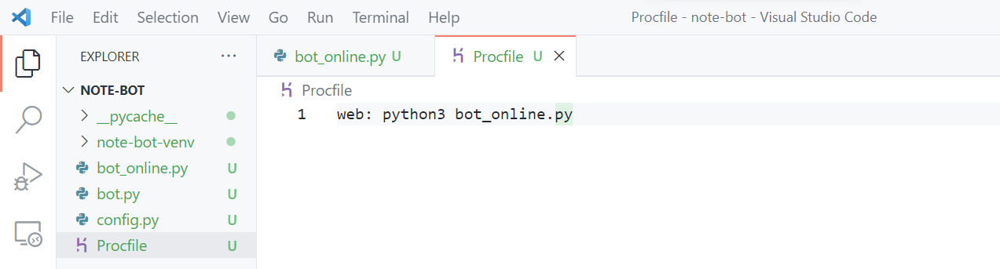 File Edit Selection View Go Run Terminal Help Procfile - note-bot - Visual Studio Code
EXPLORER ···
NOTE-BOT
__pycache__
note-bot-venv
bot_online.py U
bot.py U
config.py U
Procfile U
bot_online.py U Procfile U
Procfile
1 web: python3 bot_online.py